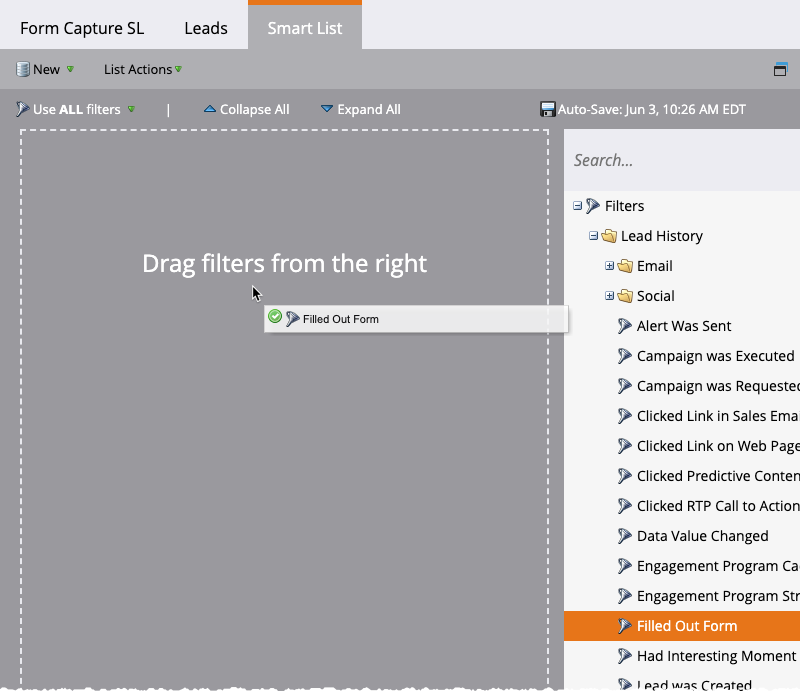 Form Capture SL Leads Smart List
New List Actions
Use ALL filters | Collapse All Expand All Auto-Save: Jun 3, 10:26 AM EDT
Search...
Filters
Lead History
Email
Social
Alert Was Sent
Campaign was Executed
Campaign was Requested
Clicked Link in Sales Emai
Clicked Link on Web Page
Clicked Predictive Conten
Clicked RTP Call to Action
Data Value Changed
Engagement Program Ca
Engagement Program Str
Filled Out Form
Had Interesting Moment
Lead was Created
Drag filters from the right
Filled Out Form